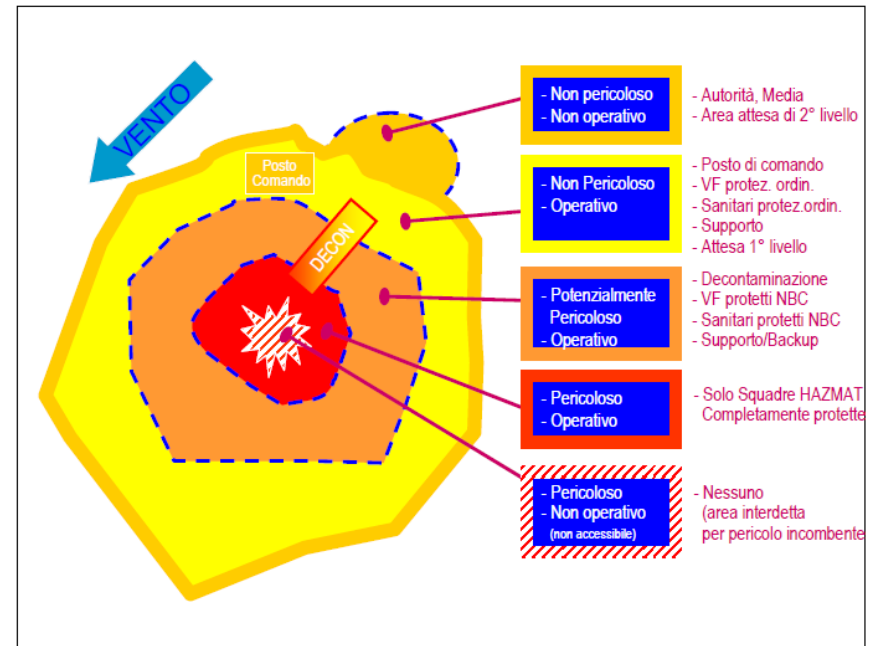 VENTO
Posto
Comando
DECON
- Non pericoloso
- Non operativo
- Autorità, Media
- Area attesa di 2° livello
- Non Pericoloso
- Operativo
- Posto di comando
- VF protez. ordin.
- Sanitari protez.ordin.
- Supporto
- Attesa 1° livello
- Potenzialmente
Pericoloso
- Operativo
- Decontaminazione
- VF protetti NBC
- Sanitari protetti NBC
- Supporto/Backup
- Pericoloso
- Operativo
- Solo Squadre HAZMAT
Completamente protette
- Pericoloso
- Non operativo
(non accessibile)
- Nessuno
(area interdetta
per pericolo incombente